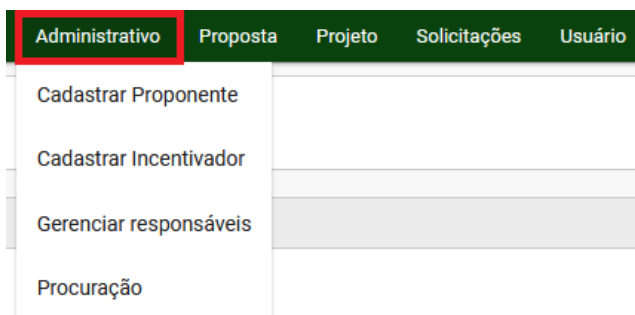 Administrativo Proposta Projeto Solicitações Usuário
Cadastrar Proponente
Cadastrar Incentivador
Gerenciar responsáveis
Procuração